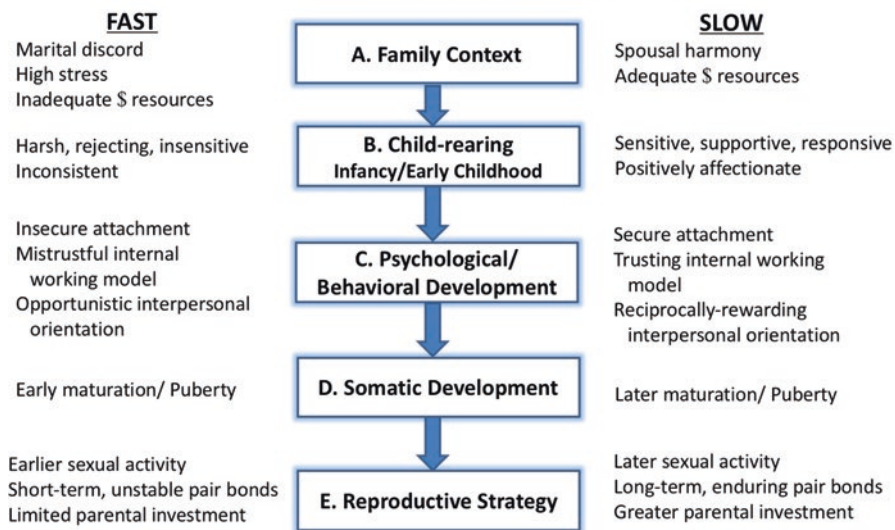 FAST
Marital discord
High stress
Inadequate $ resources
A. Family Context
SLOW
Spousal harmony
Adequate $ resources
Harsh, rejecting, insensitive
Inconsistent
B. Child-rearing
Infancy/Early Childhood
Sensitive, supportive, responsive
Positively affectionate
Insecure attachment
Mistrustful internal
working model
Opportunistic interpersonal
orientation
C. Psychological/
Behavioral Development
Secure attachment
Trusting internal working
model
Reciprocally-rewarding
interpersonal orientation
Early maturation/ Puberty
D. Somatic Development
Later maturation/ Puberty
Earlier sexual activity
Short-term, unstable pair bonds
Limited parental investment
E. Reproductive Strategy
Later sexual activity
Long-term, enduring pair bonds
Greater parental investment